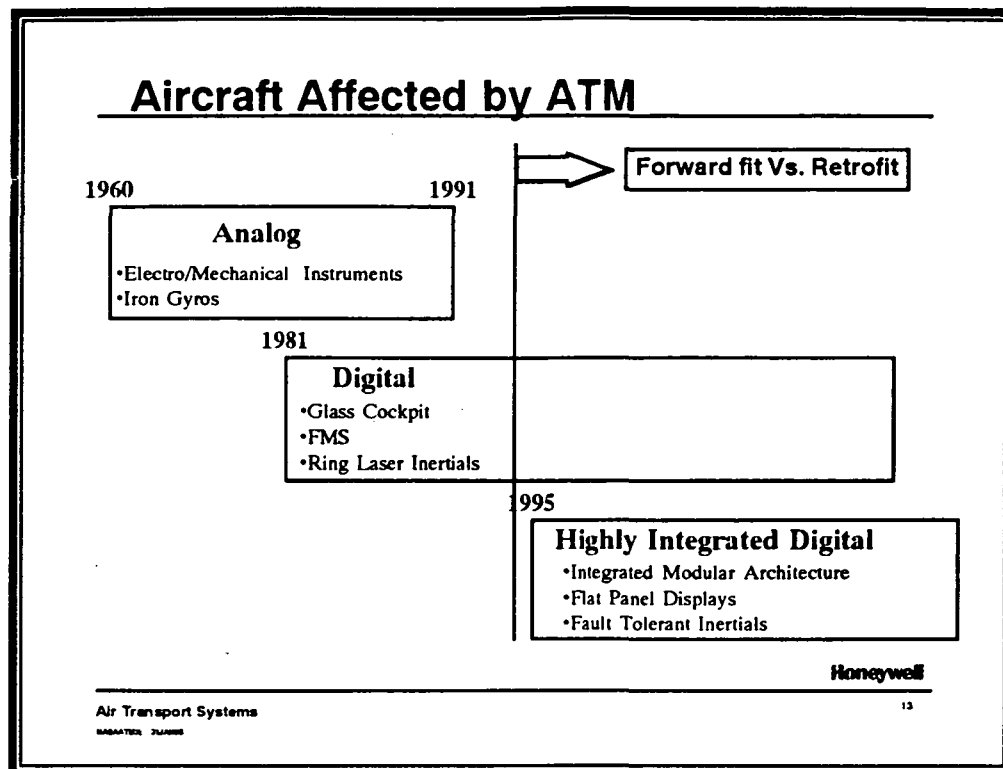 Aircraft Affected by ATM
Forward fit Vs. Retrofit
1960
1991
Analog
•Electro/Mechanical Instruments
•Iron Gyros
1981
Digital
•Glass Cockpit
•FMS
•Ring Laser Inertials
1995
Highly Integrated Digital
•Integrated Modular Architecture
•Flat Panel Displays
•Fault Tolerant Inertials
Honeywell
Air Transport Systems
13